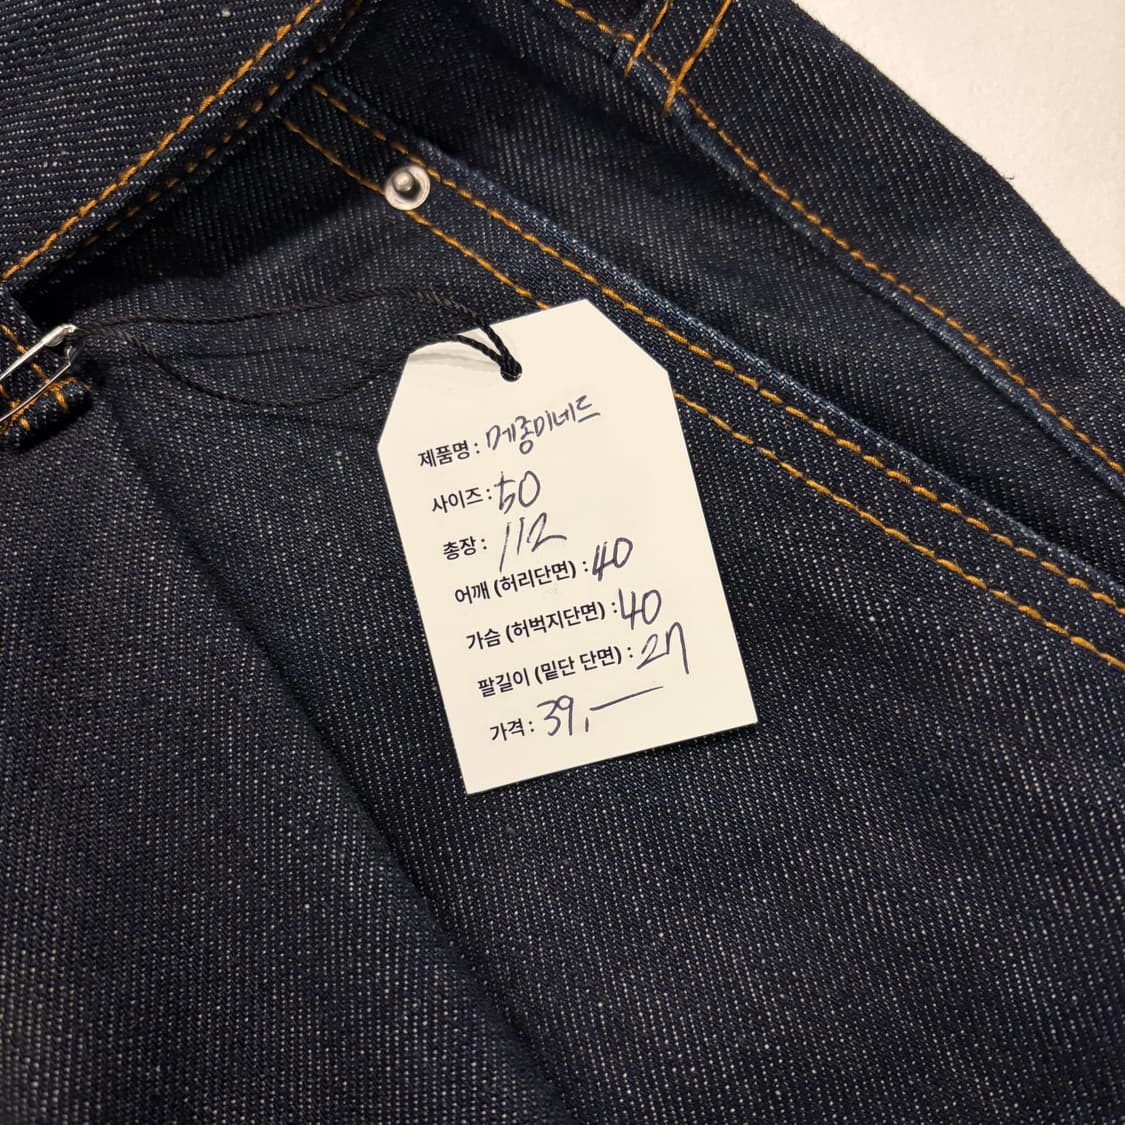 제품명 : 메종미네드
사이즈 : 50
총장 : 112
어깨 (허리단면) : 40
가슴 (허벅지단면) : 40
팔길이 (밑단 단면) : 27
가격 : 39,—